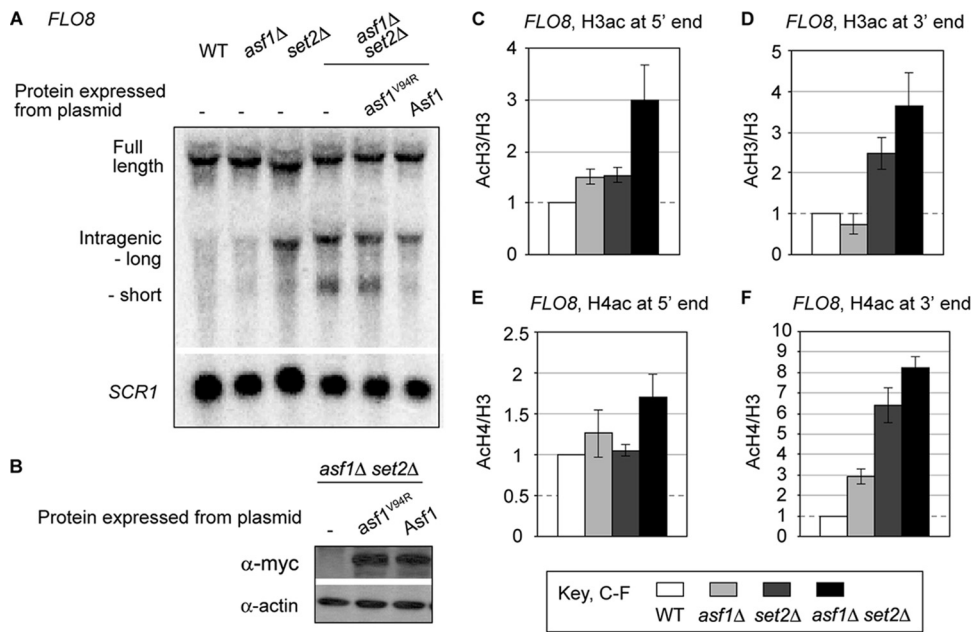 A
FLO8
WT
asf1Δ
set2Δ
asf1Δ
set2Δ
Protein expressed
from plasmid
-
-
-
-
asf1V94R
Asf1
Full
length
Intragenic
- long
- short
SCR1
B
asf1Δ set2Δ
Protein expressed from plasmid
-
asf1V94R
Asf1
α-myc
α-actin
C
FLO8, H3ac at 5' end
AcH3/H3
4
3
2
1
0
D
FLO8, H3ac at 3' end
AcH3/H3
5
4
3
2
1
0
E
FLO8, H4ac at 5' end
AcH4/H3
2.5
2
1.5
1
0.5
0
F
FLO8, H4ac at 3' end
AcH4/H3
10
9
8
7
6
5
4
3
2
1
0
Key, C-F
WT
asf1Δ
set2Δ
asf1Δ set2Δ